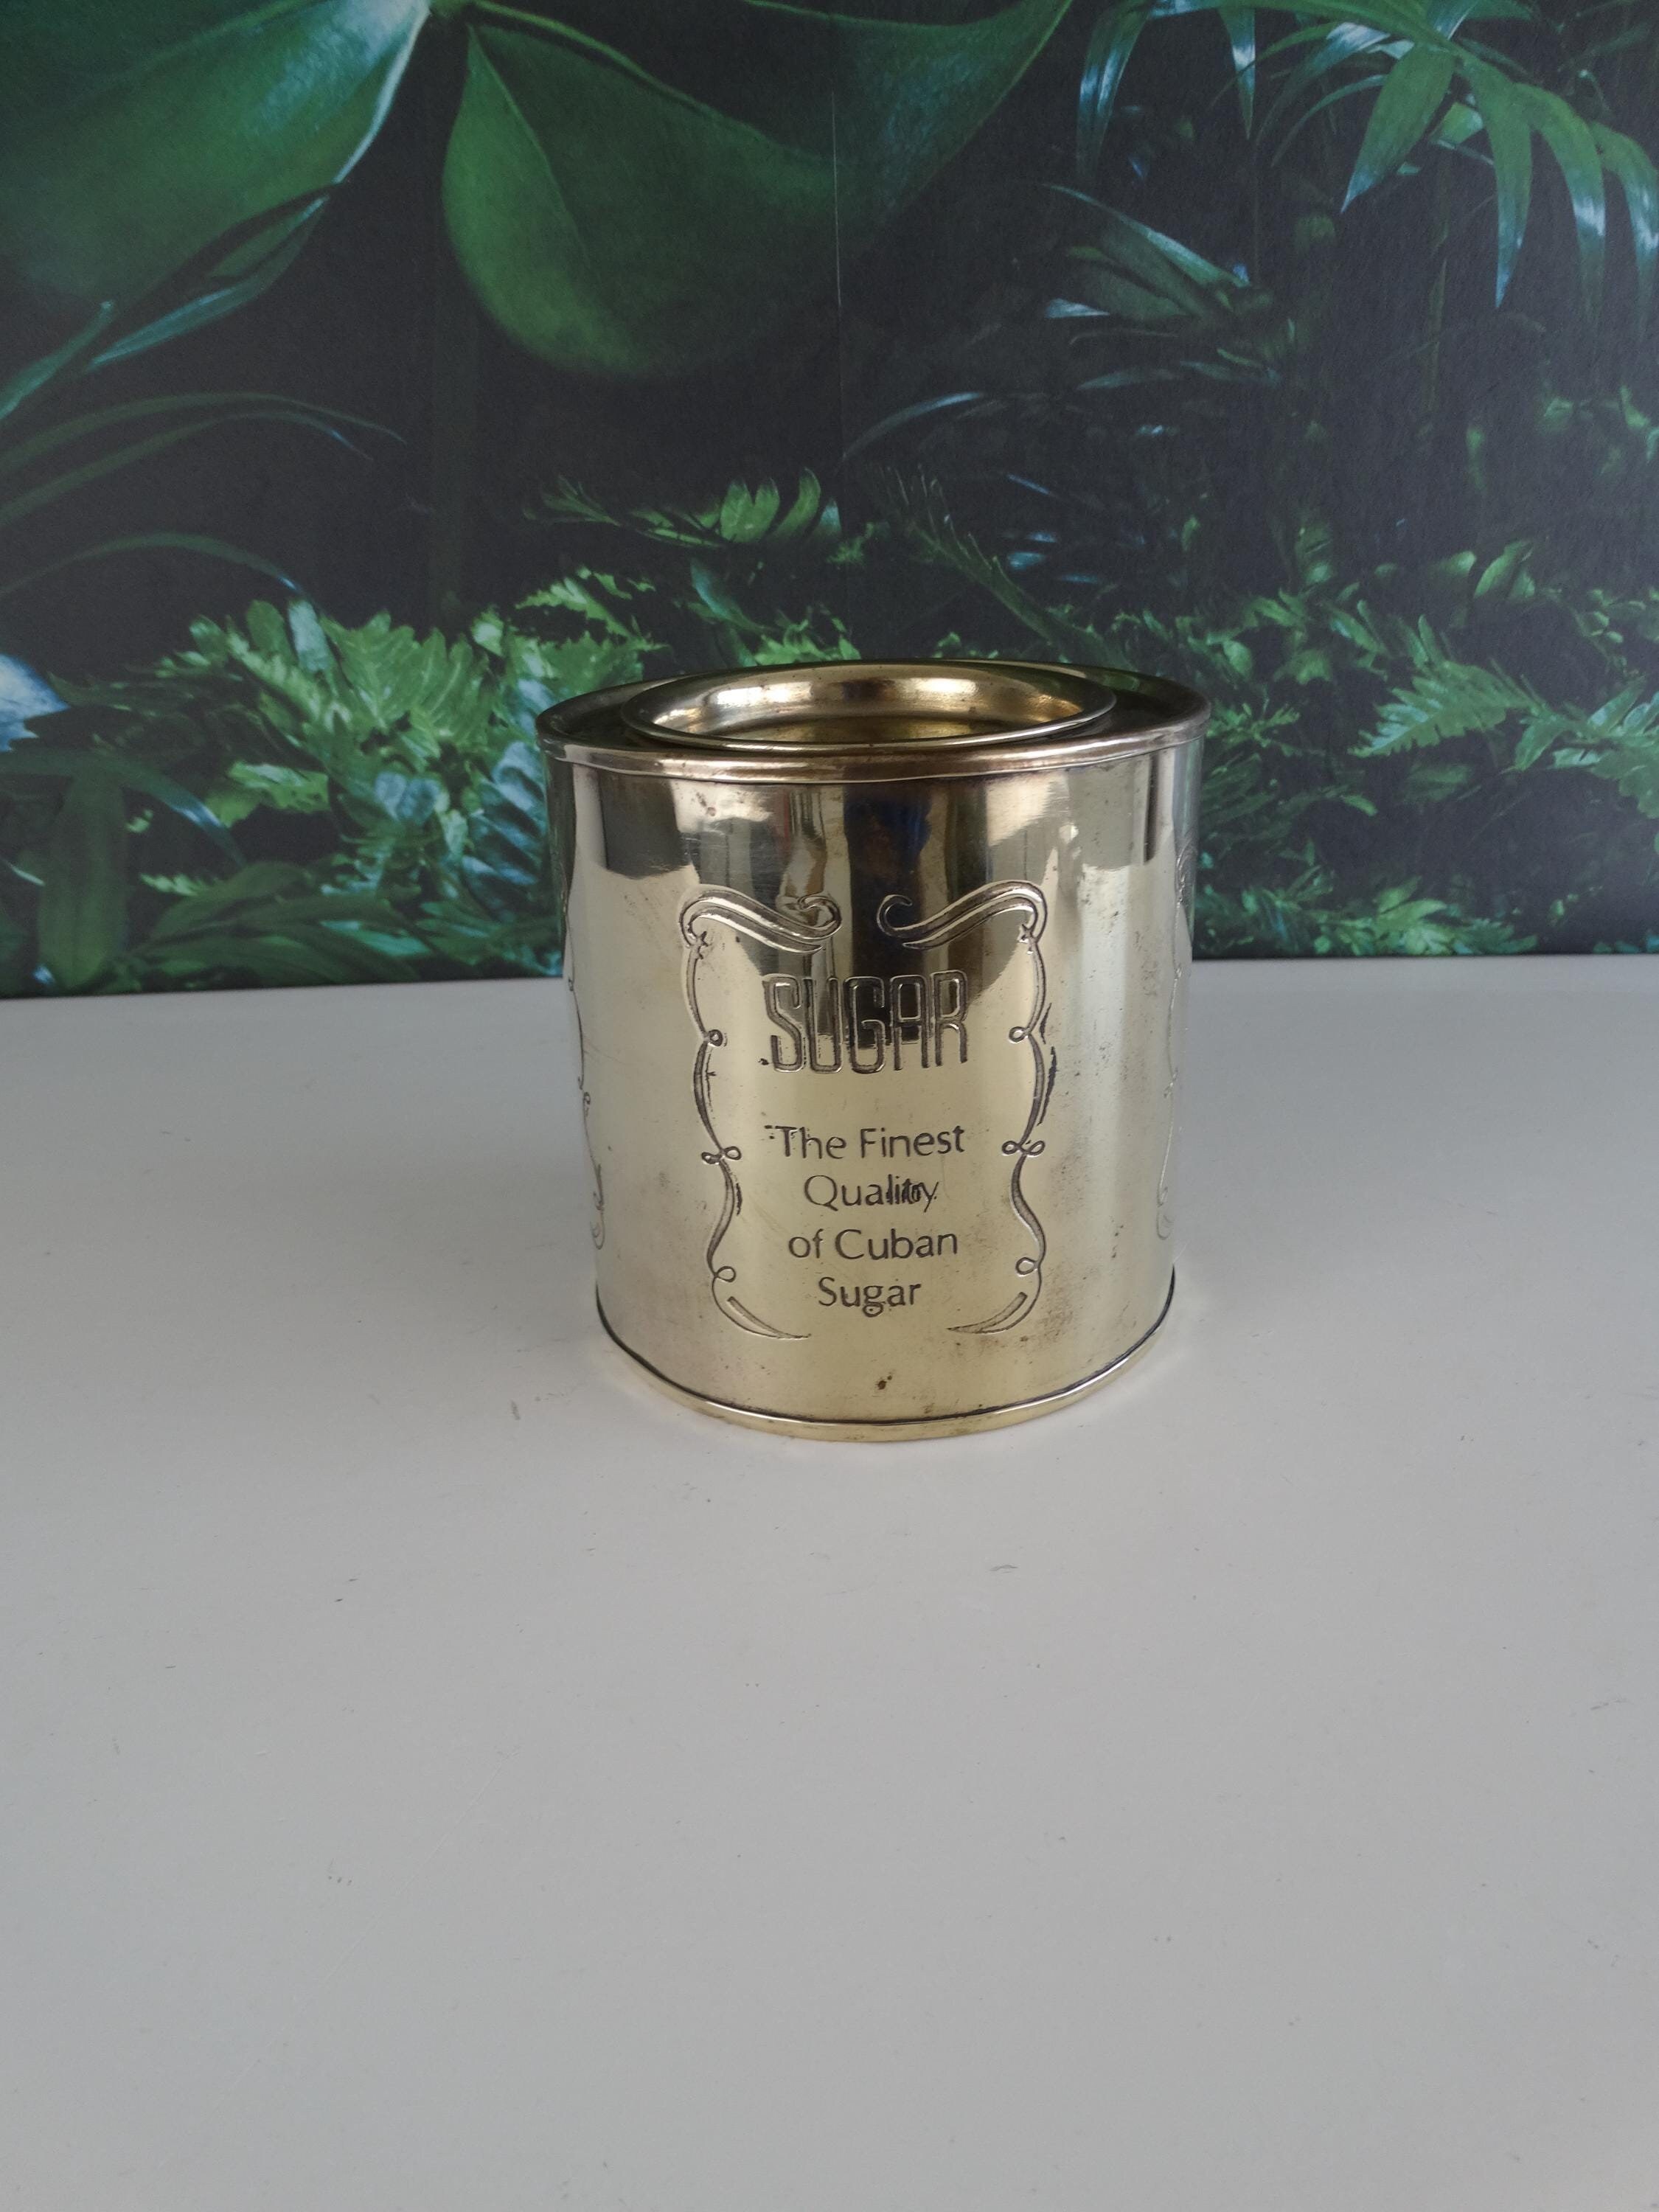 SUGAR
The Finest
Quality
of Cuban
Sugar